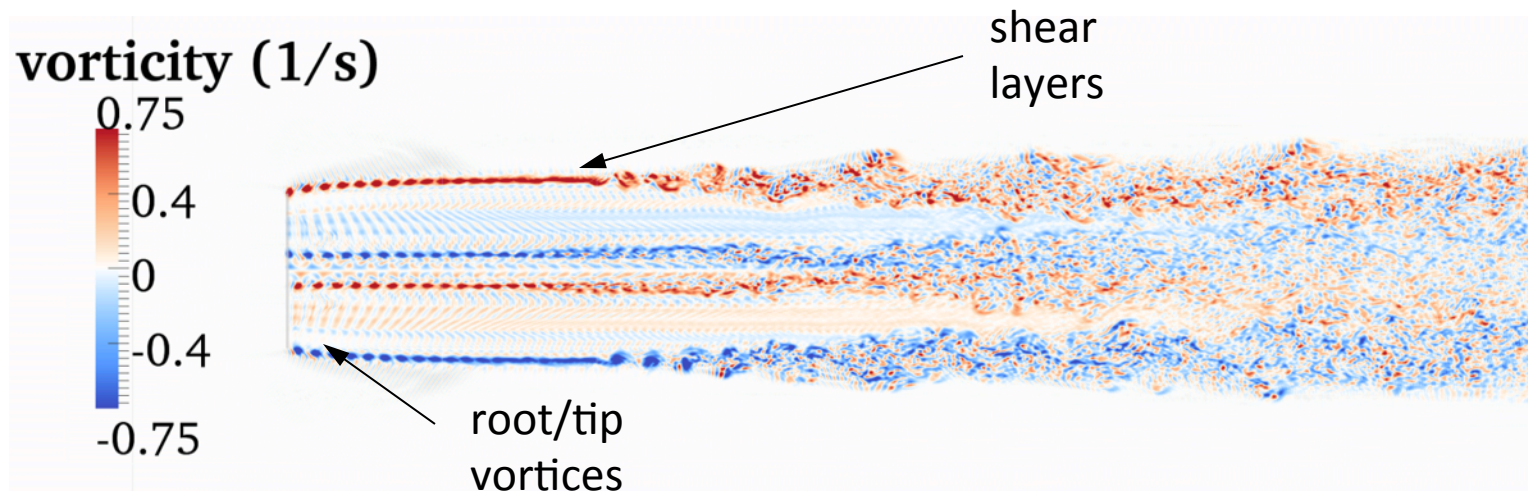 shear
layers
vorticity (1/s)
0.75
0.4
0
-0.4
-0.75
root/tip
vortices